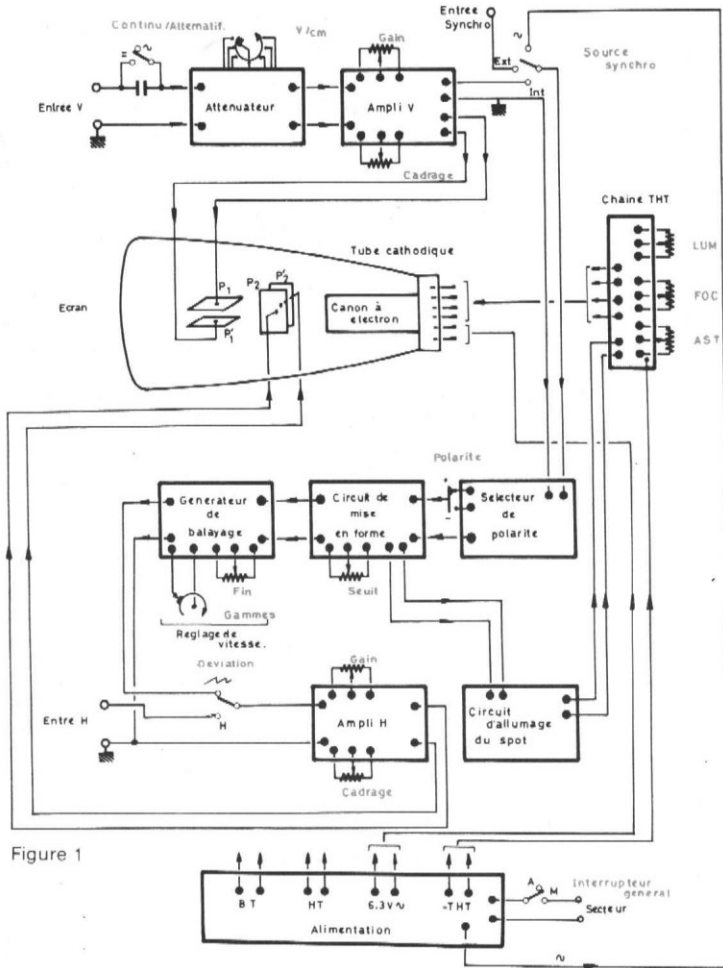 Continu/Alternatif.
V/cm
Gain
Entree
Synchro
~
Source
synchro
= ~
Ext
Entree V
Attenuateur
Ampli V
Int
Cadrage
Chaine THT
LUM
Tube cathodique
P1
P2
P'2
Ecran
Canon à
electron
FOC
P'1
AST
Polarite
+
-
Generateur
de
balayage
Circuit de
mise
en forme
Selecteur
de
polarite
Fin
Seuil
Gammes
Reglage de
vitesse.
Deviation
Gain
Entre H
H
Ampli H
Circuit
d'allumage
du spot
Cadrage
Figure 1
A
M
Interrupteur
general
BT
HT
6.3V~
-THT
Secteur
Alimentation
~